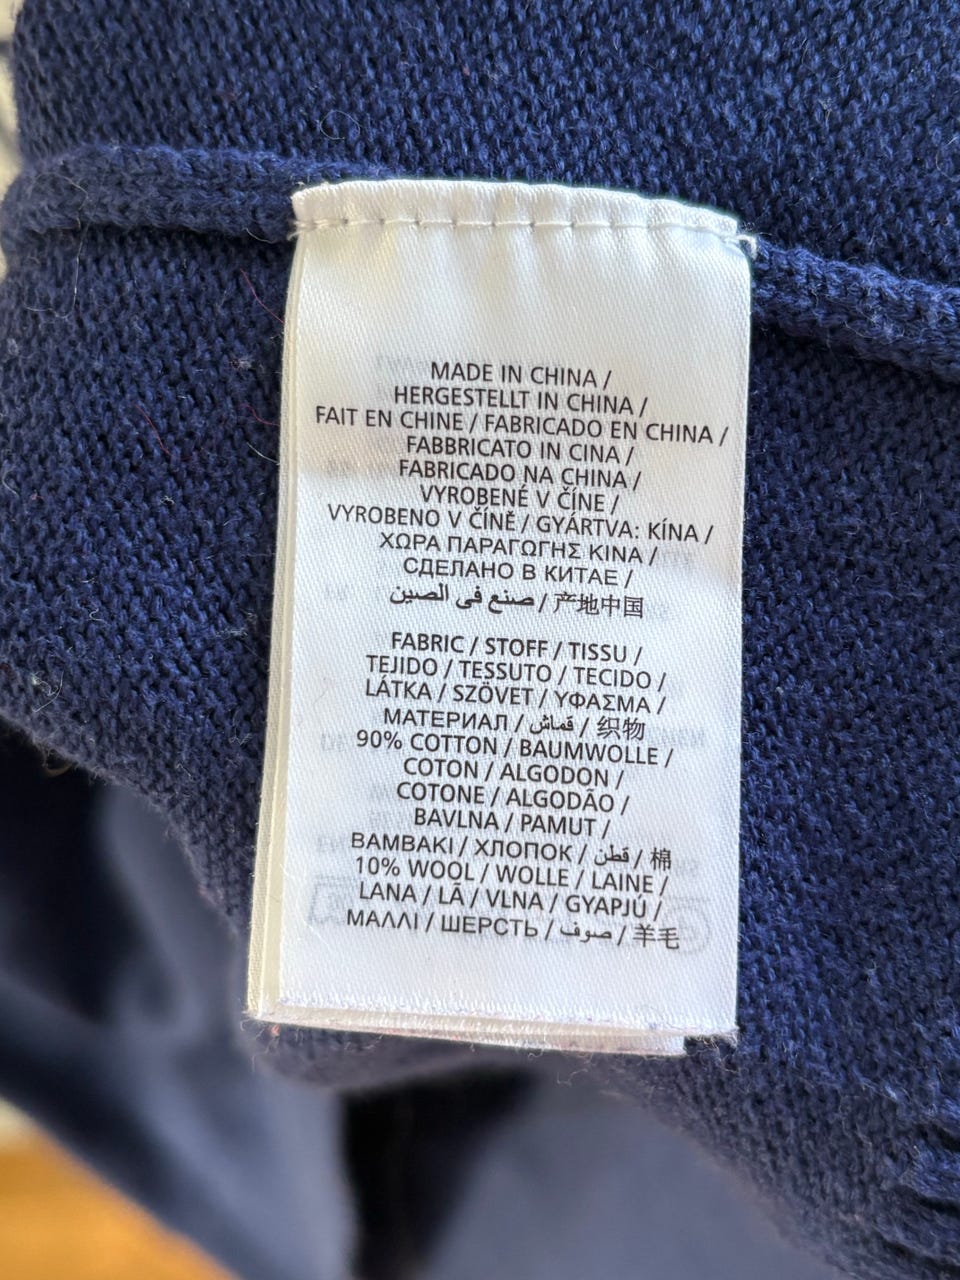 MADE IN CHINA /
HERGESTELLT IN CHINA /
FAIT EN CHINE / FABRICADO EN CHINA /
FABBRICATO IN CINA /
FABRICADO NA CHINA /
VYROBENÉ V ČÍNE /
VYROBENO V ČÍNĚ / GYÁRTVA: KÍNA /
ΧΩΡΑ ΠΑΡΑΓΩΓΗΣ ΚΙΝΑ /
СДЕЛАНО В КИТАЕ /
صنع فى الصين / 产地中国
FABRIC / STOFF / TISSU /
TEJIDO / TESSUTO / TECIDO /
LÁTKA / SZÖVET / ΥΦΑΣΜΑ /
МАТЕРИАЛ / قماش / 织物
90% COTTON / BAUMWOLLE /
COTON / ALGODON /
COTONE / ALGODÃO /
BAVLNA / PAMUT /
ΒΑΜΒΑΚΙ / ХЛОПОК / قطن / 棉
10% WOOL / WOLLE / LAINE /
LANA / LÃ / VLNA / GYAPJÚ /
ΜΑΛΛΙ / ШЕРСТЬ / صوف / 羊毛